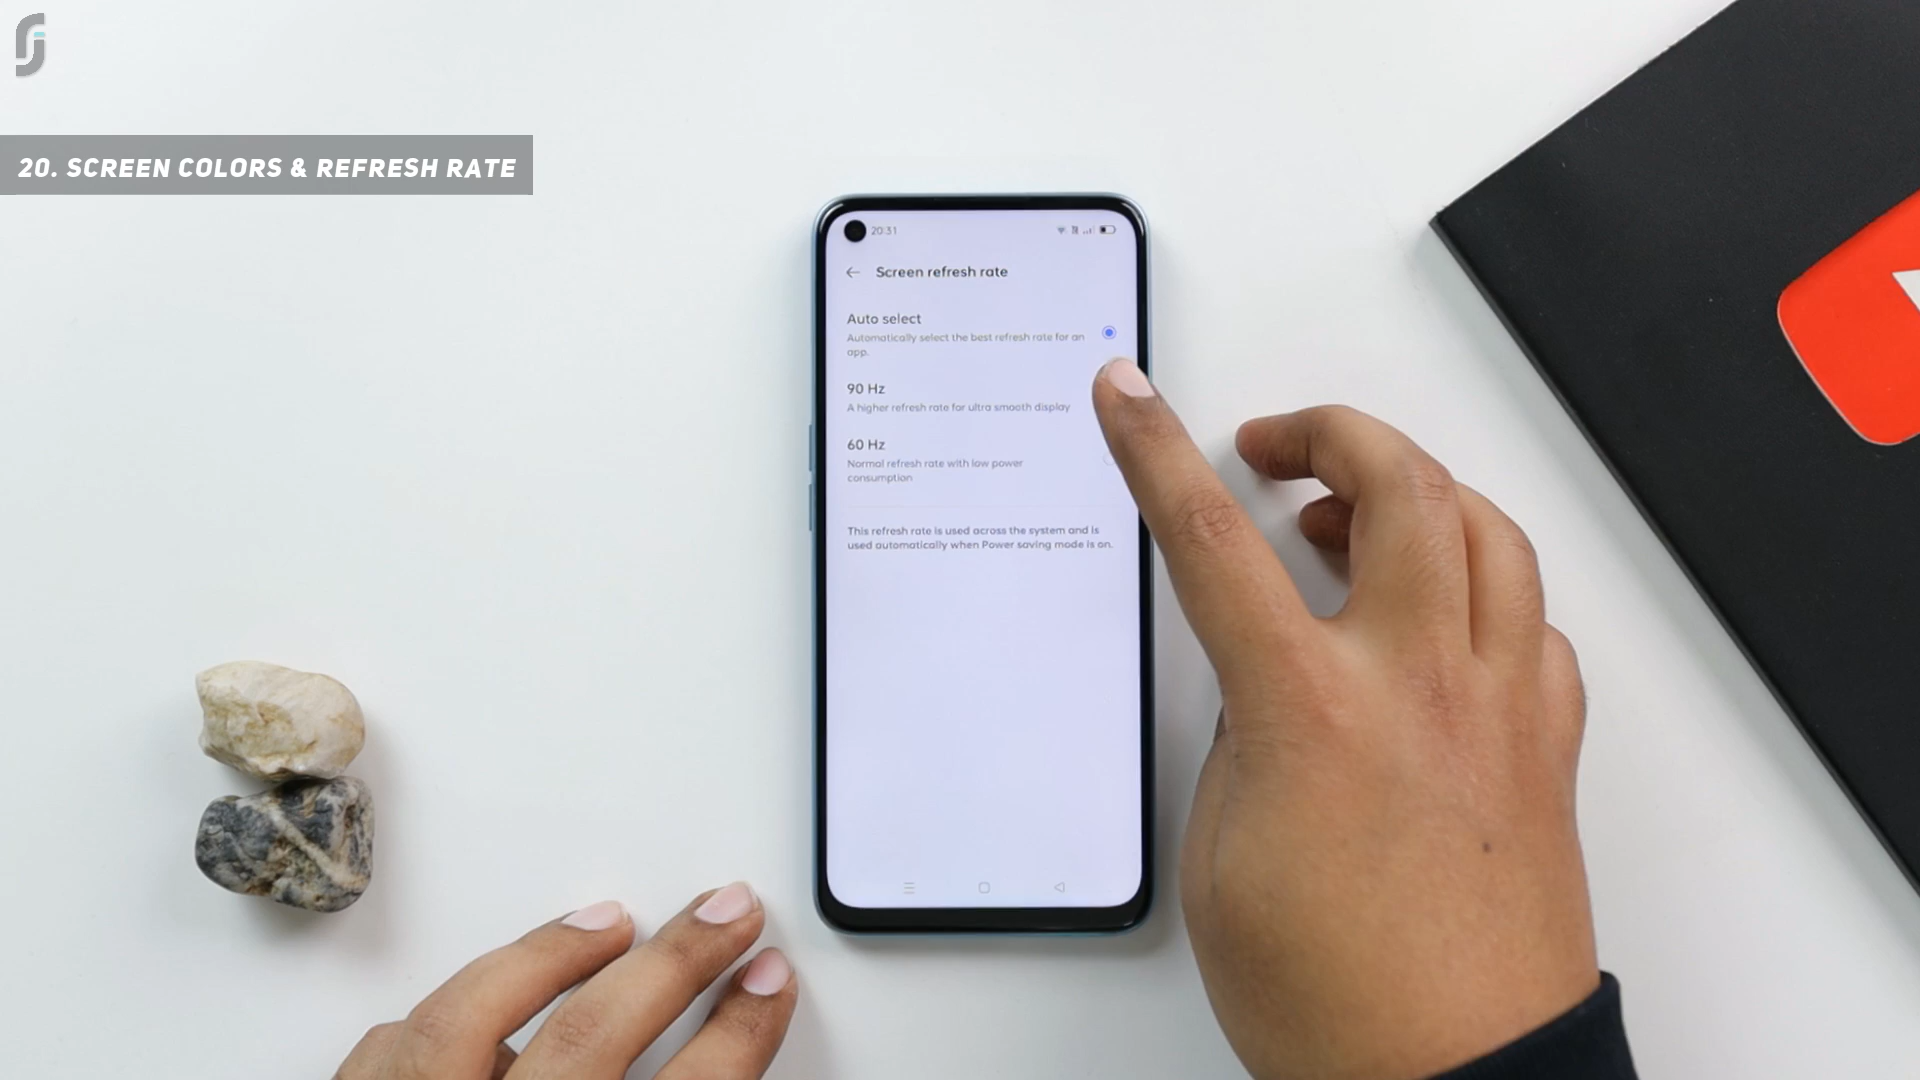 20. SCREEN COLORS & REFRESH RATE
20:31
Screen refresh rate
Auto select
Automatically select the best refresh rate for an
app.
90 Hz
A higher refresh rate for ultra smooth display
60 Hz
Normal refresh rate with low power
consumption
This refresh rate is used across the system and is
used automatically when Power saving mode is on.